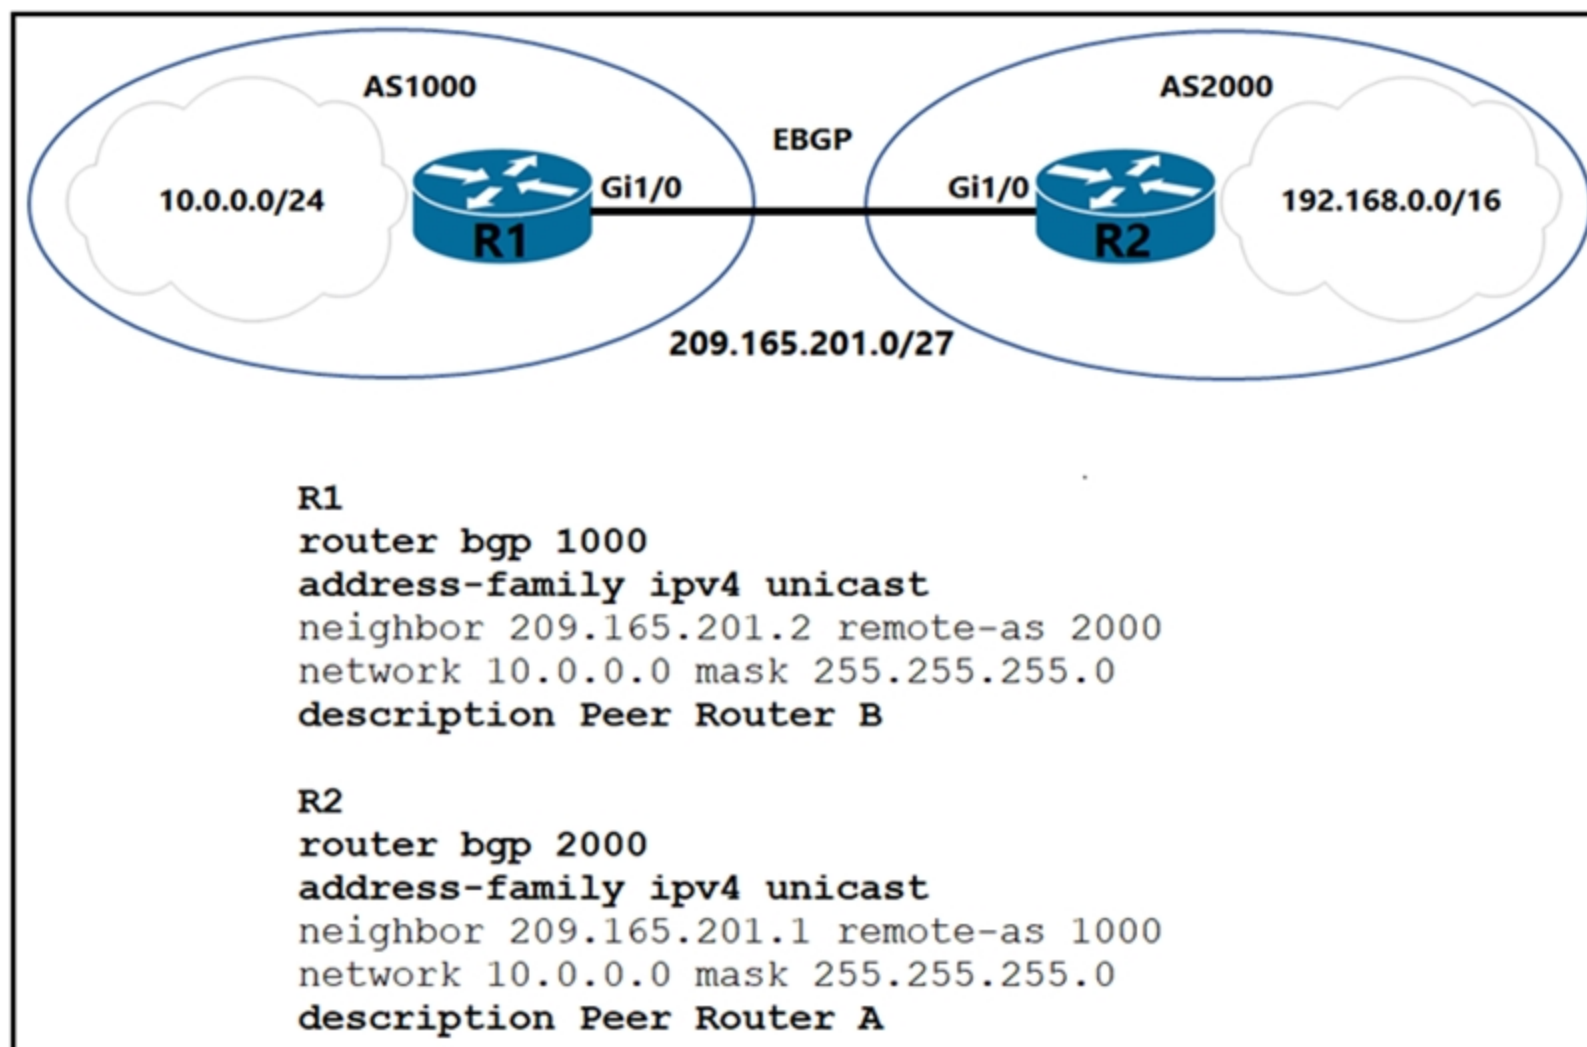 AS1000
AS2000
EBGP
10.0.0.0/24
Gi1/0
Gi1/0
192.168.0.0/16
R1
R2
209.165.201.0/27
R1
router bgp 1000
address-family ipv4 unicast
neighbor 209.165.201.2 remote-as 2000
network 10.0.0.0 mask 255.255.255.0
description Peer Router B
R2
router bgp 2000
address-family ipv4 unicast
neighbor 209.165.201.1 remote-as 1000
network 10.0.0.0 mask 255.255.255.0
description Peer Router A